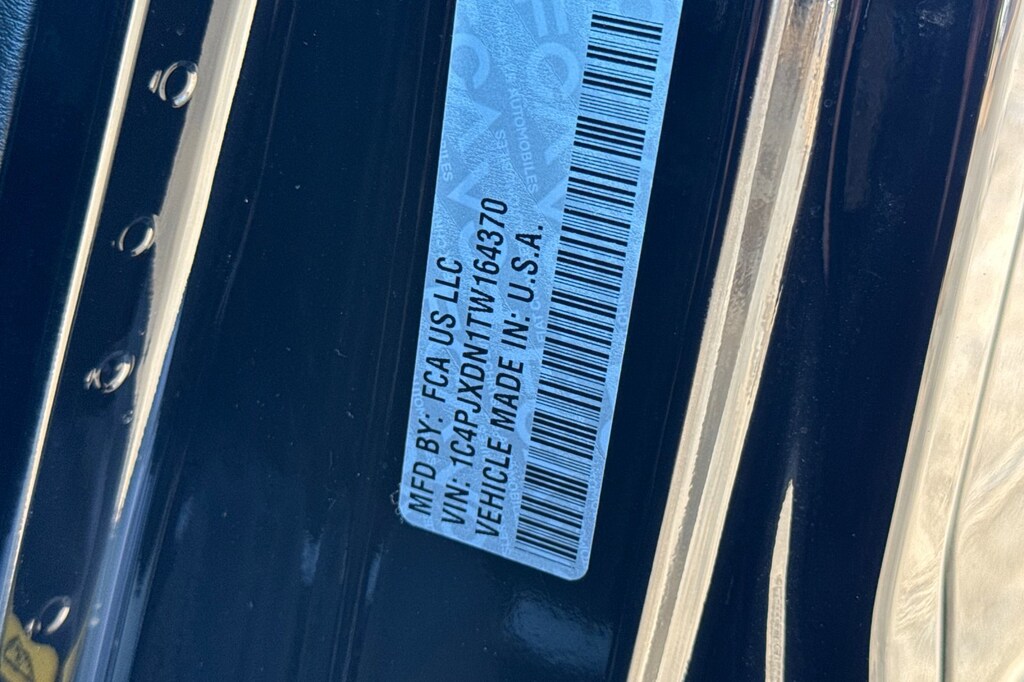 MFD BY: FCA US LLC
VIN: 1C4PJXDN1TW164370
VEHICLE MADE IN: U.S.A.